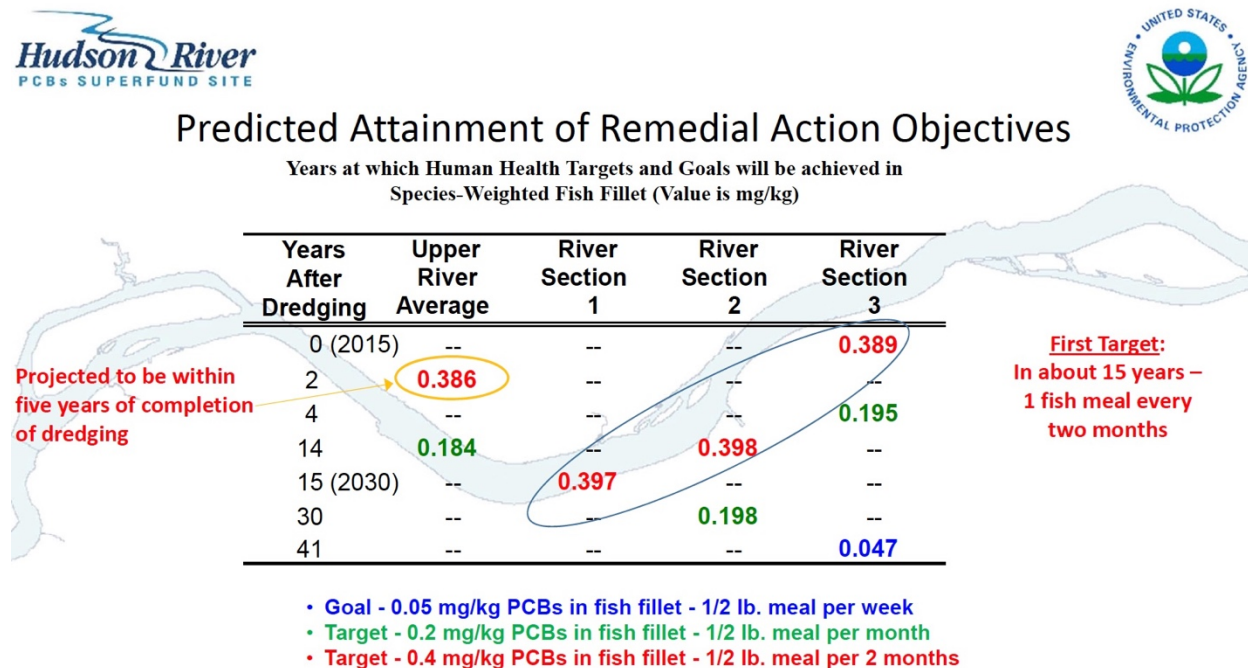 Hudson River
PCBs SUPERFUND SITE
UNITED STATES
ENVIRONMENTAL PROTECTION AGENCY
Predicted Attainment of Remedial Action Objectives
Years at which Human Health Targets and Goals will be achieved in
Species-Weighted Fish Fillet (Value is mg/kg)
Years After Dredging Upper River Average River Section 1 River Section 2 River Section 3
0 (2015) -- -- -- 0.389
2 0.386 -- -- --
4 -- -- -- 0.195
14 0.184 -- 0.398 --
15 (2030) -- 0.397 -- --
30 -- -- 0.198 --
41 -- -- -- 0.047
Projected to be within
five years of completion
of dredging
First Target:
In about 15 years –
1 fish meal every
two months
• Goal - 0.05 mg/kg PCBs in fish fillet - 1/2 lb. meal per week
• Target - 0.2 mg/kg PCBs in fish fillet - 1/2 lb. meal per month
• Target - 0.4 mg/kg PCBs in fish fillet - 1/2 lb. meal per 2 months